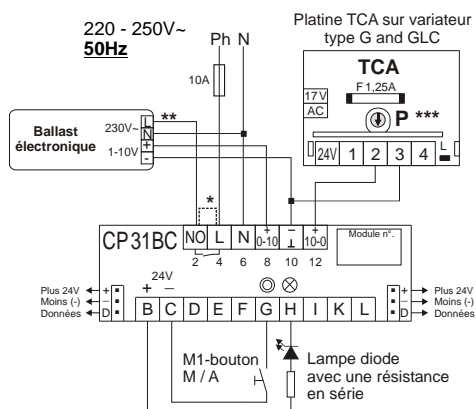 220 - 250V~
50Hz
Ph N
10A
Platine TCA sur variateur
type G and GLC
TCA
F 1,25A
17V
AC
P ***
24V 1 2 3 4 L
Ballast
électronique
230V~
1-10V
L
N
+
-
**
*
CP 31BC
NO L N + 0-10 – ⊥ + 10-0
2 4 6 8 10 12
Module n°.
Plus 24V
Moins (-)
Données
+
–
D
24V
+ –
B C D E F G H I K L
+
–
D
Plus 24V
Moins (-)
Données
M1-bouton
M / A
Lampe diode
avec une résistance
en série